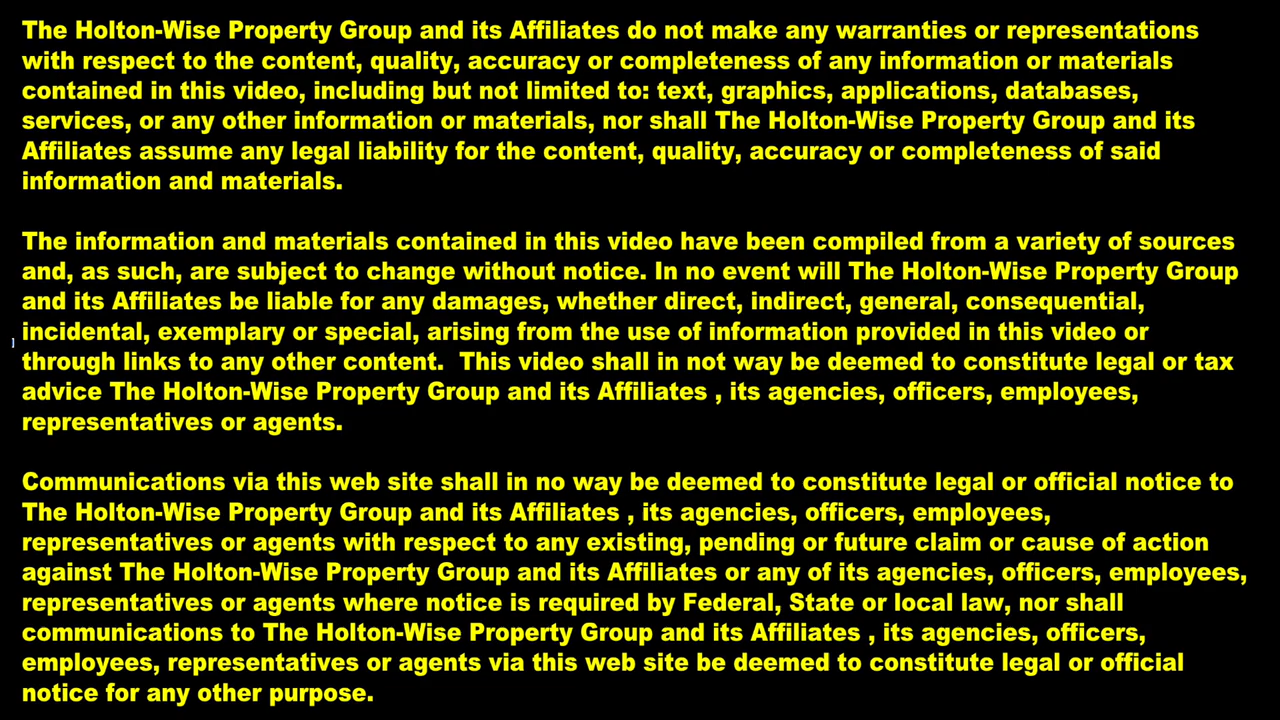 The Holton-Wise Property Group and its Affiliates do not make any warranties or representations
with respect to the content, quality, accuracy or completeness of any information or materials
contained in this video, including but not limited to: text, graphics, applications, databases,
services, or any other information or materials, nor shall The Holton-Wise Property Group and its
Affiliates assume any legal liability for the content, quality, accuracy or completeness of said
information and materials.
The information and materials contained in this video have been compiled from a variety of sources
and, as such, are subject to change without notice. In no event will The Holton-Wise Property Group
and its Affiliates be liable for any damages, whether direct, indirect, general, consequential,
incidental, exemplary or special, arising from the use of information provided in this video or
through links to any other content.  This video shall in not way be deemed to constitute legal or tax
advice The Holton-Wise Property Group and its Affiliates , its agencies, officers, employees,
representatives or agents.
Communications via this web site shall in no way be deemed to constitute legal or official notice to
The Holton-Wise Property Group and its Affiliates , its agencies, officers, employees,
representatives or agents with respect to any existing, pending or future claim or cause of action
against The Holton-Wise Property Group and its Affiliates or any of its agencies, officers, employees,
representatives or agents where notice is required by Federal, State or local law, nor shall
communications to The Holton-Wise Property Group and its Affiliates , its agencies, officers,
employees, representatives or agents via this web site be deemed to constitute legal or official
notice for any other purpose.